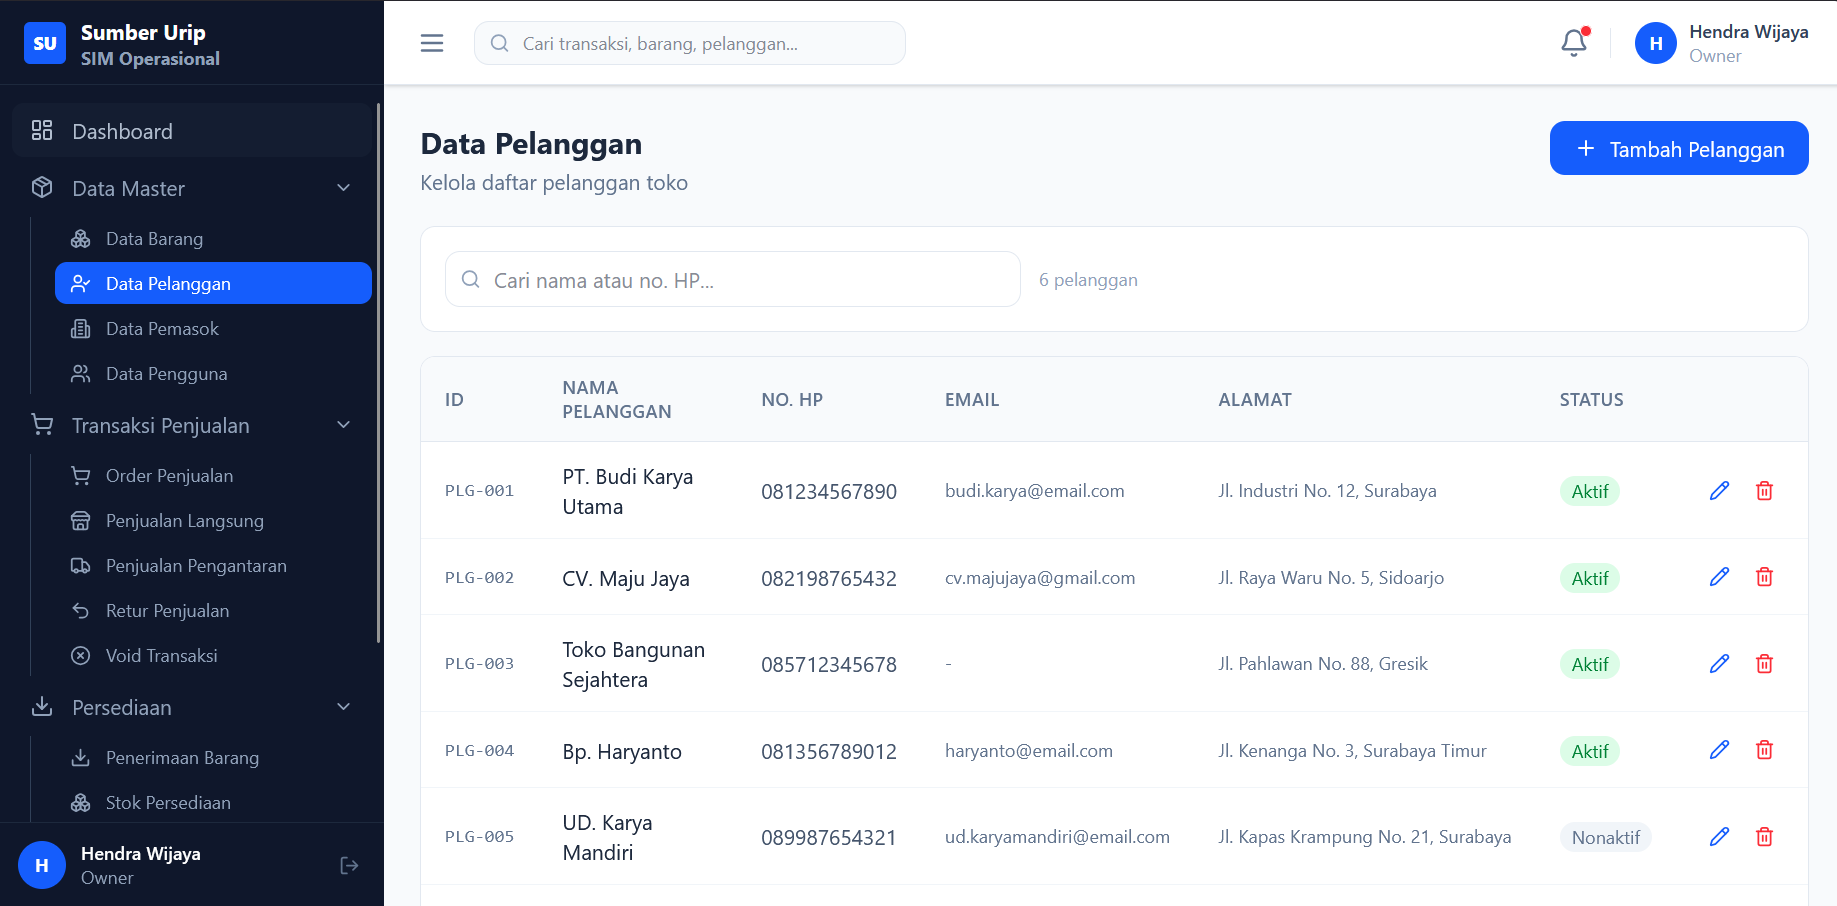 SU
Sumber Urip
SIM Operasional
Dashboard
Data Master
Data Barang
Data Pelanggan
Data Pemasok
Data Pengguna
Transaksi Penjualan
Order Penjualan
Penjualan Langsung
Penjualan Pengantaran
Retur Penjualan
Void Transaksi
Persediaan
Penerimaan Barang
Stok Persediaan
H
Hendra Wijaya
Owner
Cari transaksi, barang, pelanggan...
H
Hendra Wijaya
Owner
Data Pelanggan
Kelola daftar pelanggan toko
+ Tambah Pelanggan
Cari nama atau no. HP...
6 pelanggan
ID NAMA PELANGGAN NO. HP EMAIL ALAMAT STATUS
PLG-001 PT. Budi Karya Utama 081234567890 budi.karya@email.com Jl. Industri No. 12, Surabaya Aktif
PLG-002 CV. Maju Jaya 082198765432 cv.majujaya@gmail.com Jl. Raya Waru No. 5, Sidoarjo Aktif
PLG-003 Toko Bangunan Sejahtera 085712345678 - Jl. Pahlawan No. 88, Gresik Aktif
PLG-004 Bp. Haryanto 081356789012 haryanto@email.com Jl. Kenanga No. 3, Surabaya Timur Aktif
PLG-005 UD. Karya Mandiri 089987654321 ud.karyamandiri@email.com Jl. Kapas Krampung No. 21, Surabaya Nonaktif